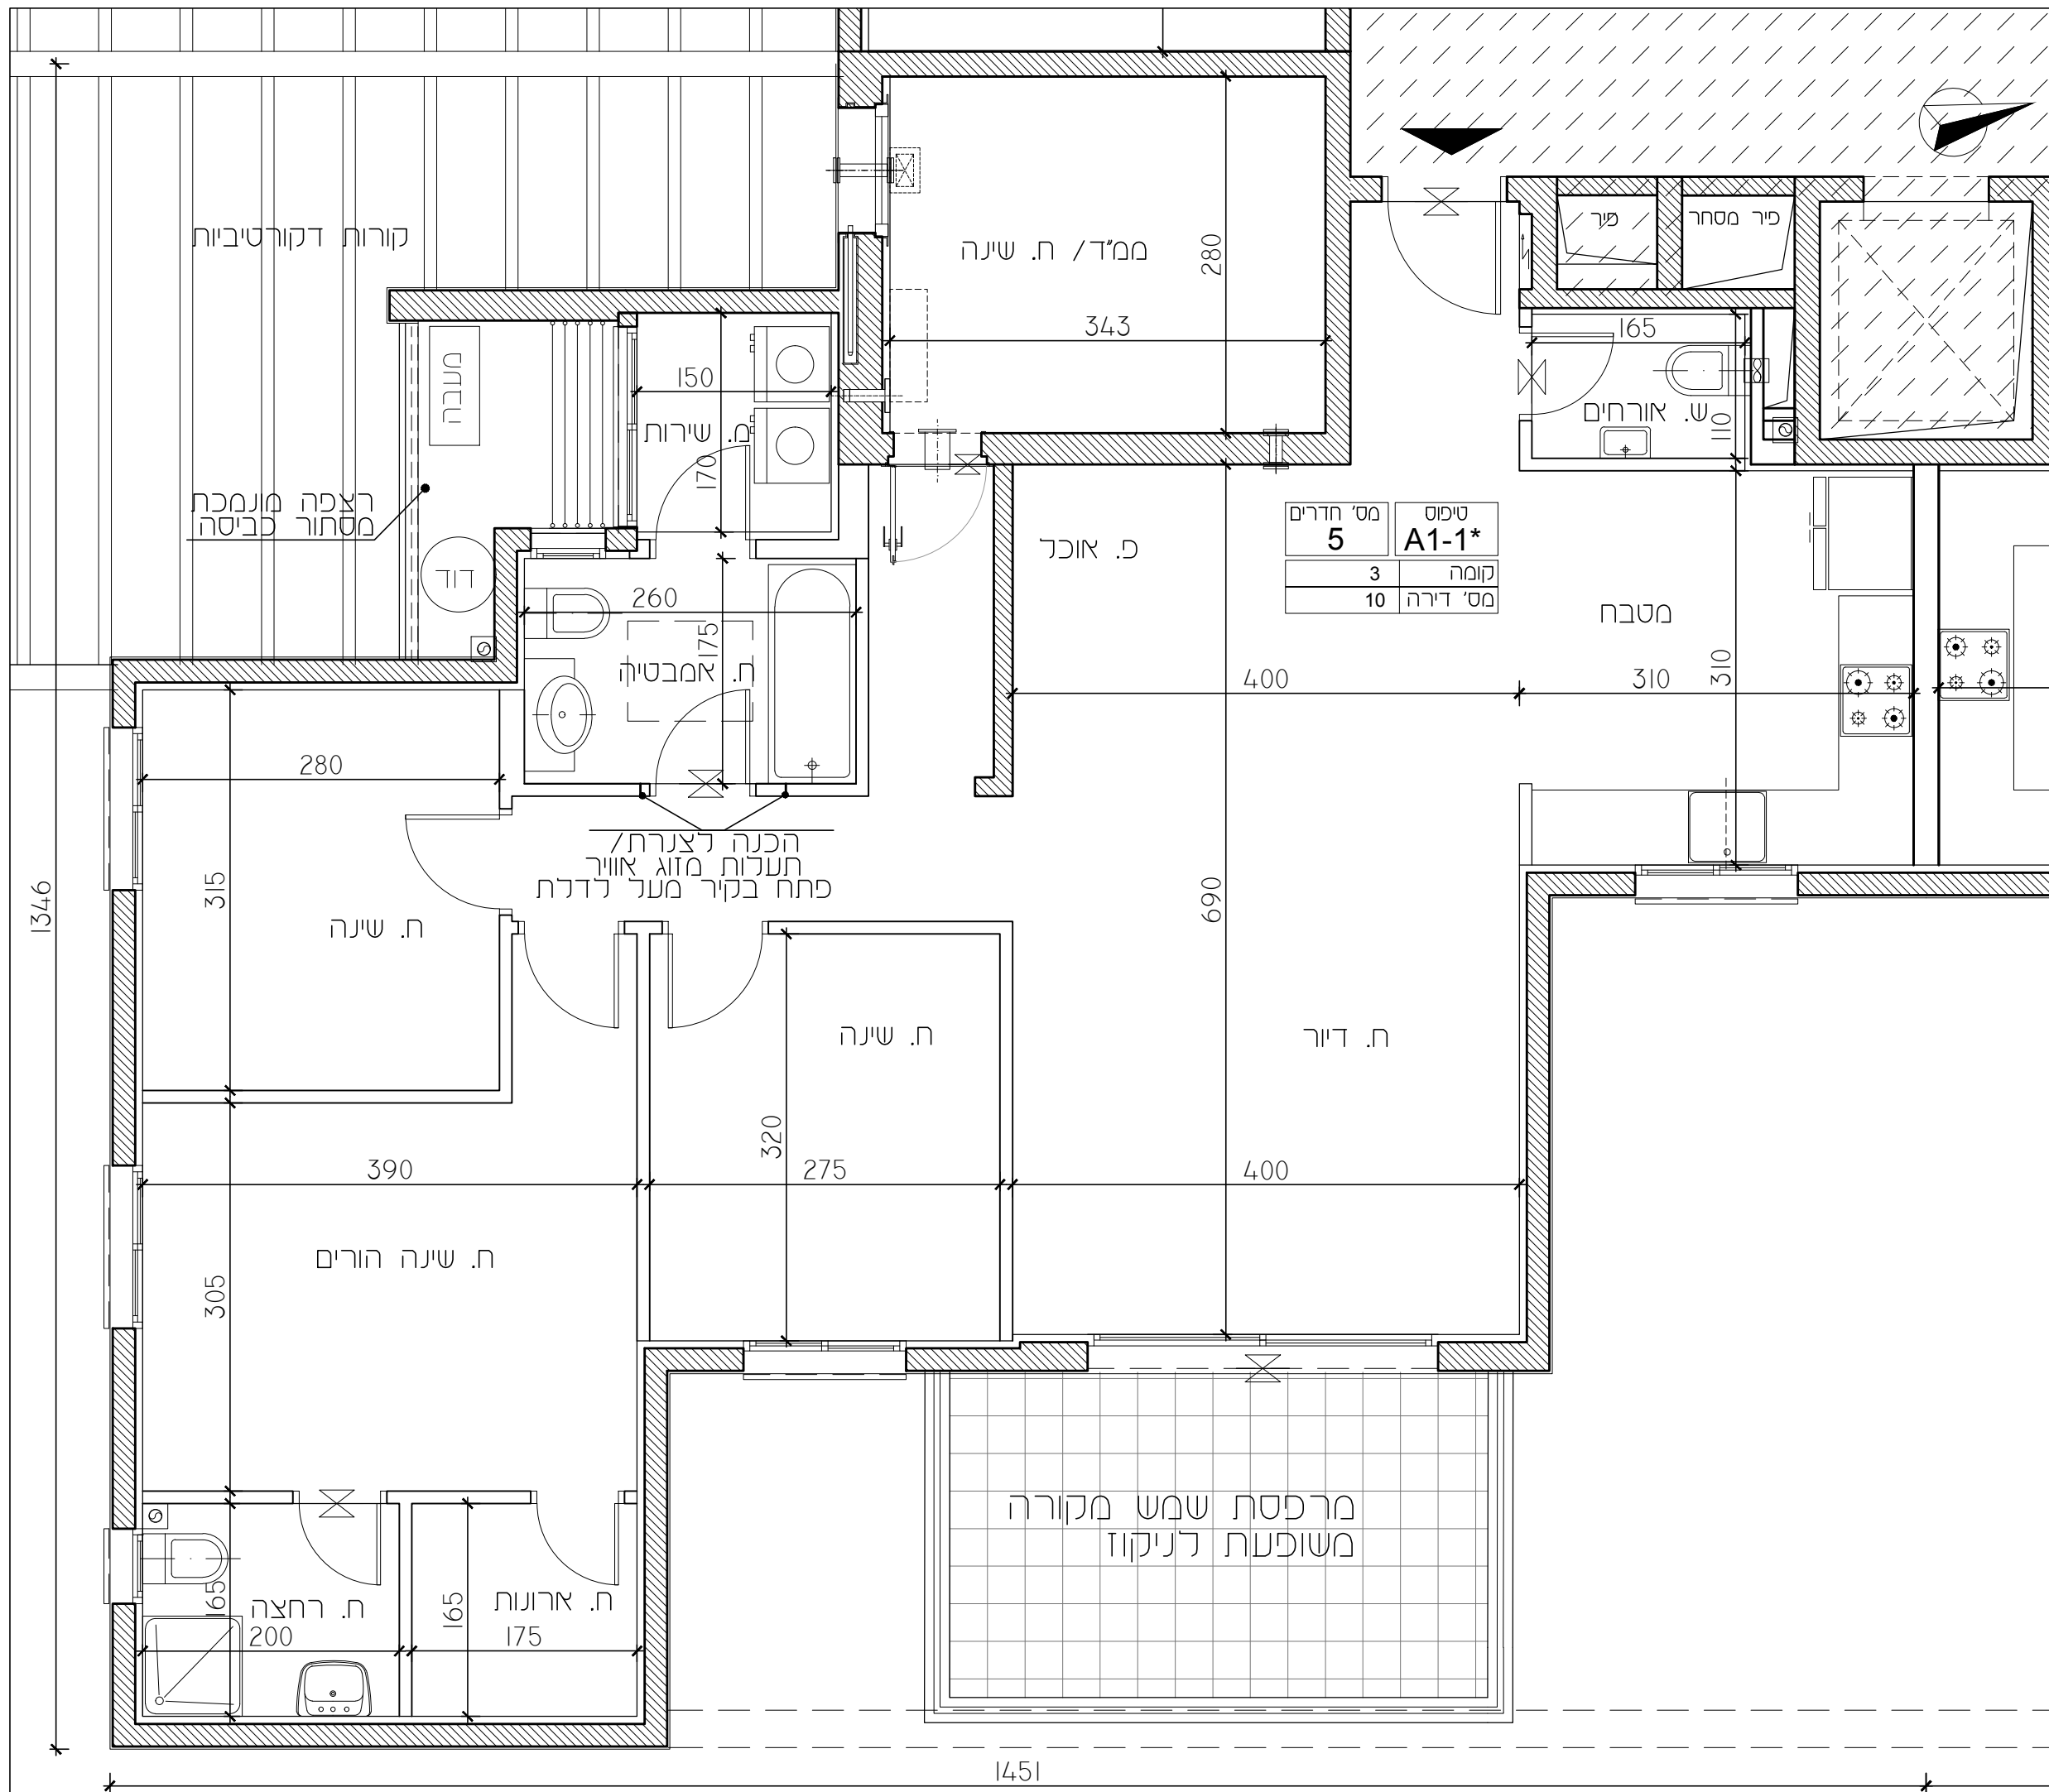 קורות דקורטיביות
ממ"ד/ ח. שינה
280
343
פיר
פיר מסחר
165
ש. אורחים
110
מעבה
150
מ. שירות
170
רצפה מונמכת
מסתור כביסה
דוד
פ. אוכל
מס' חדרים
5
טיפוס
A1-1*
קומה
3
מס' דירה
10
מטבח
260
175
ח. אמבטיה
400
310
310
280
הכנה לצנרת/
תעלות מזוג אוויר
פתח בקיר מעל לדלת
315
1346
690
ח. שינה
ח. שינה
ח. דיור
320
390
275
400
ח. שינה הורים
305
מרפסת שמש מקורה
משופעת לניקוז
165
ח. רחצה
200
165
ח. ארונות
175
1451